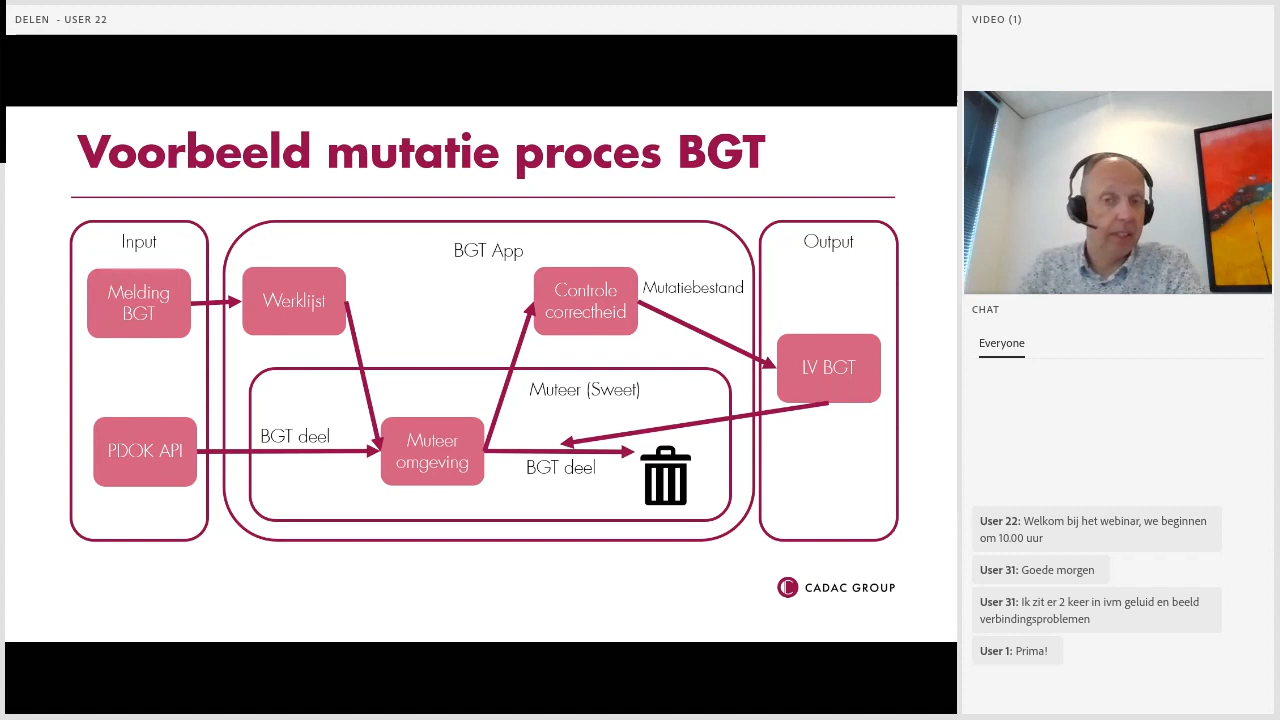 DELEN - USER 22
Voorbeeld mutatie proces BGT
Input
Melding
BGT
PDOK API
BGT App
Werklijst
Controle
correctheid
Mutatiebestand
BGT deel
Muteer (Sweet)
Muteer
omgeving
BGT deel
Output
LV BGT
CADAC GROUP
VIDEO (1)
CHAT
Everyone
User 22: Welkom bij het webinar, we beginnen
om 10.00 uur
User 31: Goede morgen
User 31: Ik zit er 2 keer in ivm geluid en beeld
verbindingsproblemen
User 1: Prima!